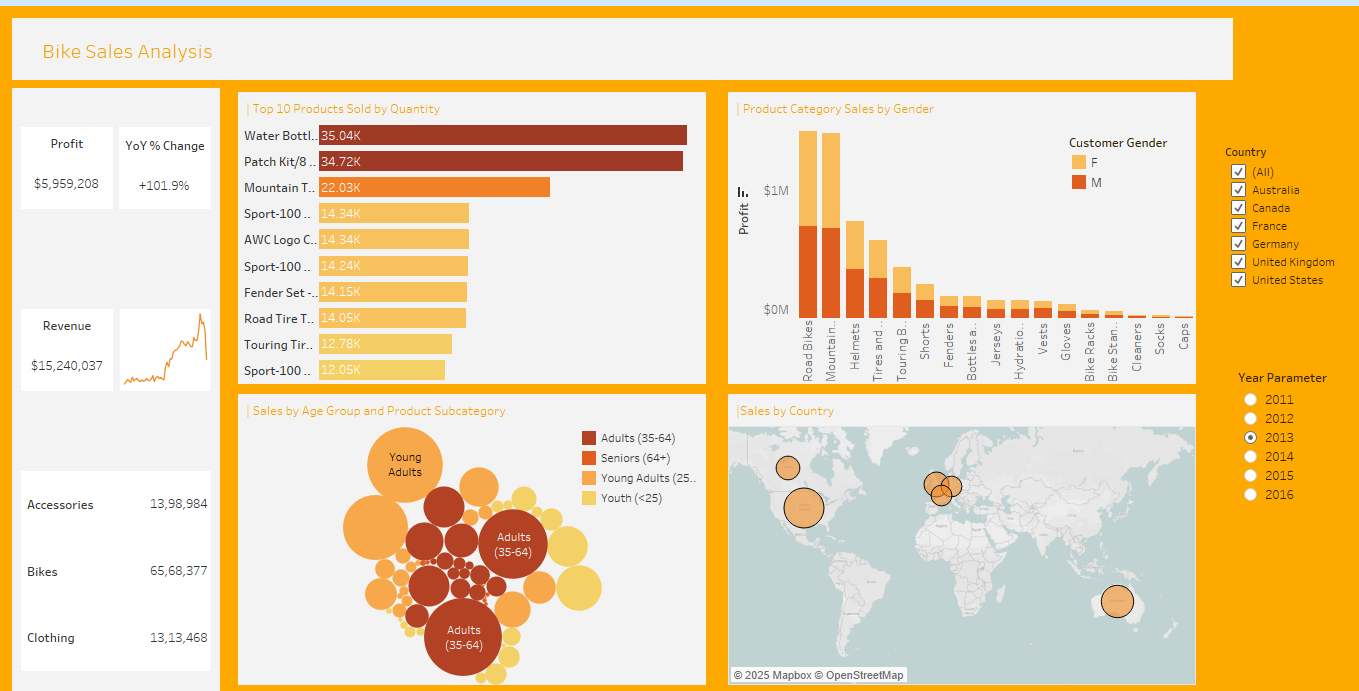 Bike Sales Analysis
Profit
$5,959,208
YoY % Change
+101.9%
Revenue
$15,240,037
Accessories 13,98,984
Bikes 65,68,377
Clothing 13,13,468
Top 10 Products Sold by Quantity
Water Bottl.. 35.04K
Patch Kit/8 .. 34.72K
Mountain T.. 22.03K
Sport-100 .. 14.34K
AWC Logo C.. 14.34K
Sport-100 .. 14.24K
Fender Set -.. 14.15K
Road Tire T.. 14.05K
Touring Tir.. 12.78K
Sport-100 .. 12.05K
Product Category Sales by Gender
Customer Gender
F
M
Profit
$1M
$0M
Road Bikes
Mountain..
Helmets
Tires and ..
Touring B..
Shorts
Fenders
Bottles a..
Jerseys
Hydratio..
Vests
Gloves
Bike Racks
Bike Stan..
Cleaners
Socks
Caps
Sales by Age Group and Product Subcategory
Young
Adults
Adults
(35-64)
Adults
(35-64)
Adults (35-64)
Seniors (64+)
Young Adults (25..
Youth (<25)
Sales by Country
© 2025 Mapbox © OpenStreetMap
Country
(All)
Australia
Canada
France
Germany
United Kingdom
United States
Year Parameter
2011
2012
2013
2014
2015
2016